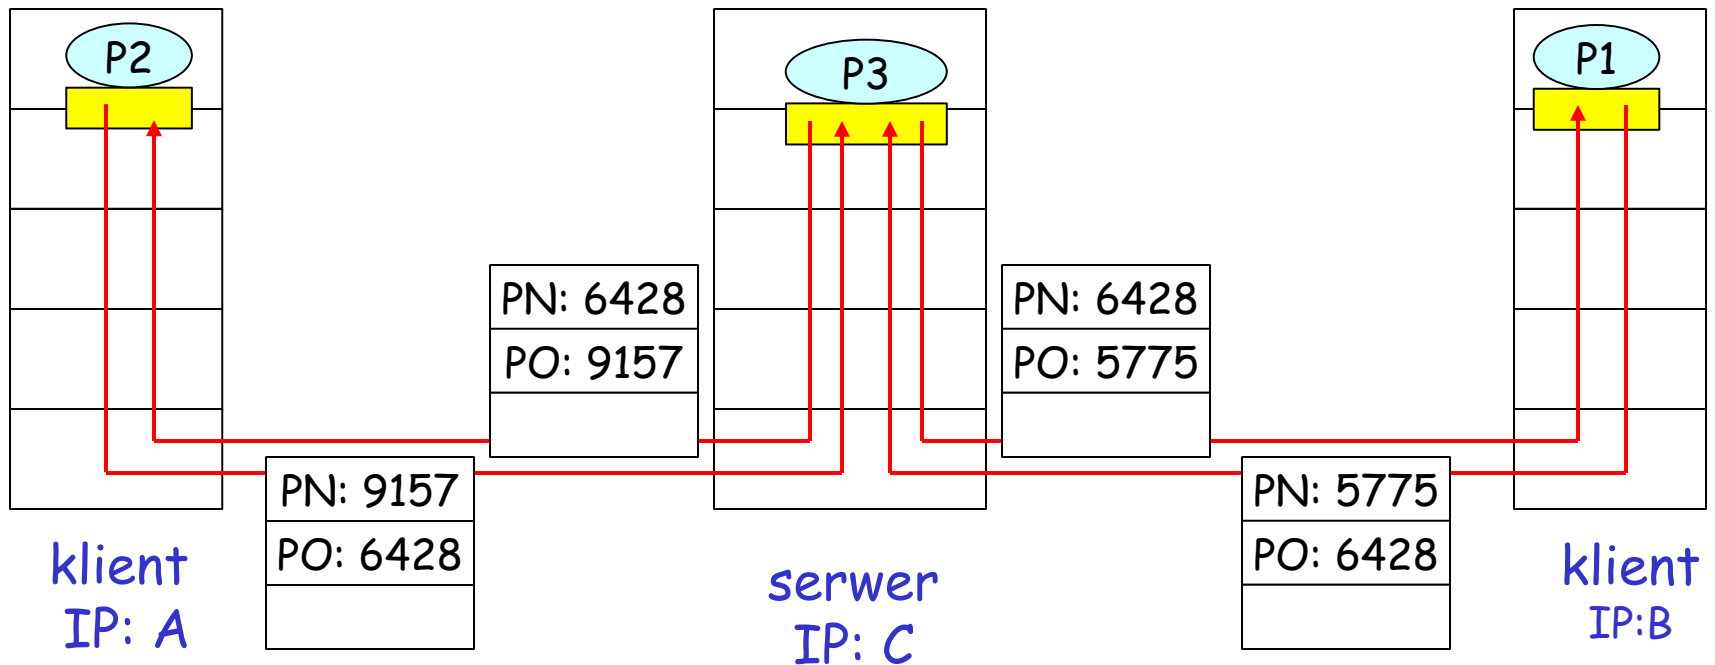 P2
P3
P1
PN: 6428
PO: 9157
PN: 6428
PO: 5775
PN: 9157
PO: 6428
PN: 5775
PO: 6428
klient
IP: A
serwer
IP: C
klient
IP:B